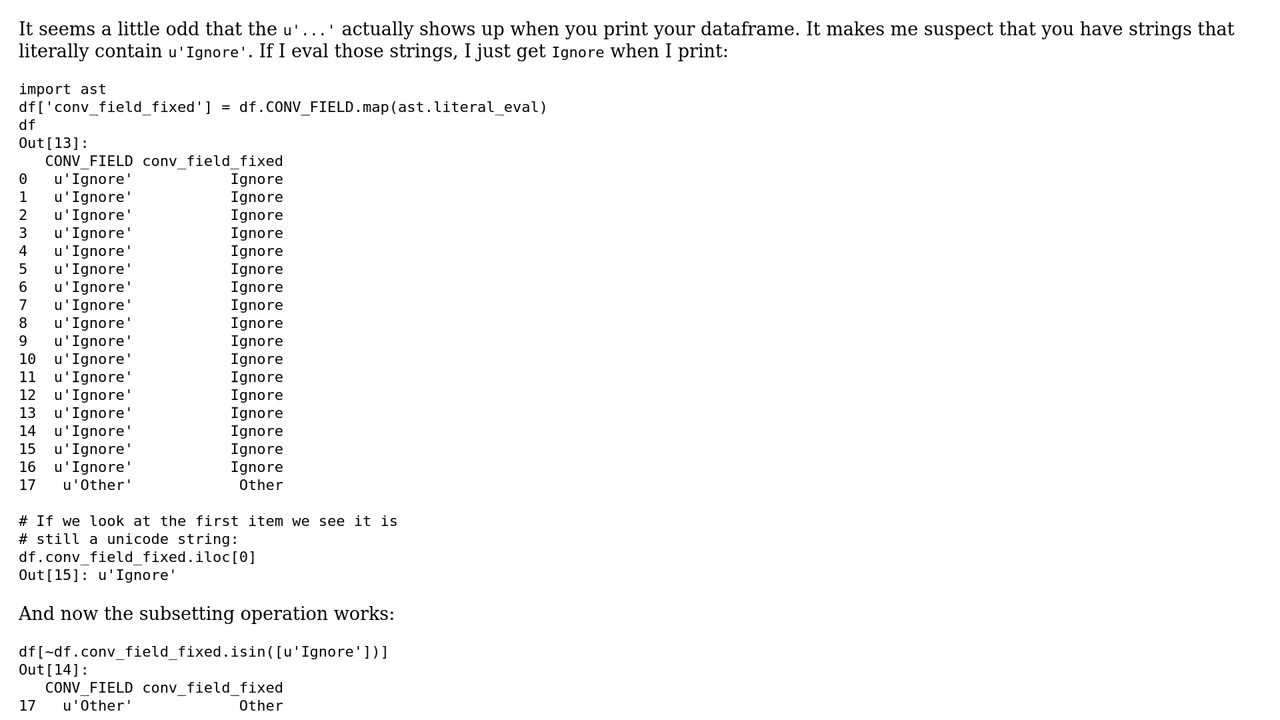 It seems a little odd that the u'...' actually shows up when you print your dataframe. It makes me suspect that you have strings that
literally contain u'Ignore'. If I eval those strings, I just get Ignore when I print:
import ast
df['conv_field_fixed'] = df.CONV_FIELD.map(ast.literal_eval)
df
Out[13]:
   CONV_FIELD conv_field_fixed
0   u'Ignore'           Ignore
1   u'Ignore'           Ignore
2   u'Ignore'           Ignore
3   u'Ignore'           Ignore
4   u'Ignore'           Ignore
5   u'Ignore'           Ignore
6   u'Ignore'           Ignore
7   u'Ignore'           Ignore
8   u'Ignore'           Ignore
9   u'Ignore'           Ignore
10  u'Ignore'           Ignore
11  u'Ignore'           Ignore
12  u'Ignore'           Ignore
13  u'Ignore'           Ignore
14  u'Ignore'           Ignore
15  u'Ignore'           Ignore
16  u'Ignore'           Ignore
17   u'Other'            Other
# If we look at the first item we see it is
# still a unicode string:
df.conv_field_fixed.iloc[0]
Out[15]: u'Ignore'
And now the subsetting operation works:
df[~df.conv_field_fixed.isin([u'Ignore'])]
Out[14]:
   CONV_FIELD conv_field_fixed
17   u'Other'            Other